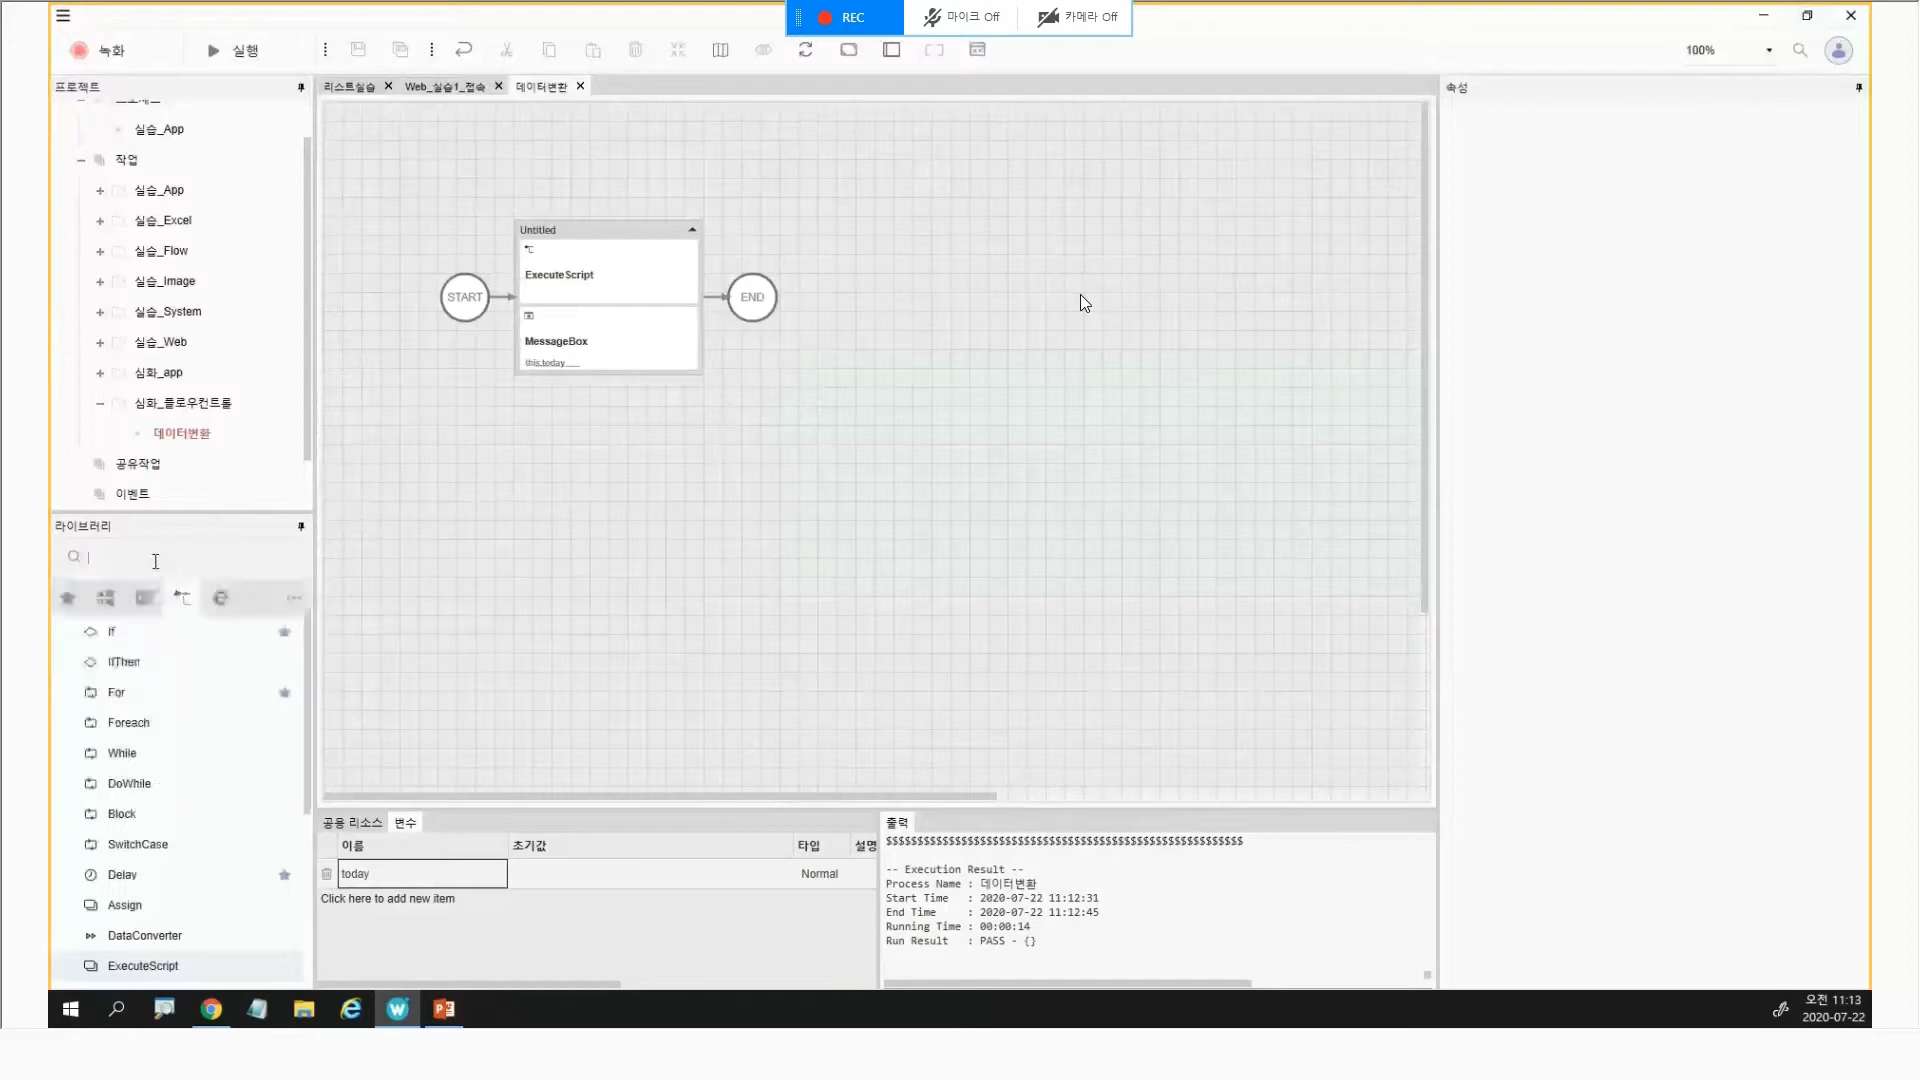 REC
마이크 Off
카메라 Off
녹화
실행
100%
프로젝트
리스트실습
Web_실습1_접속
데이터변환
속성
실습_App
작업
실습_App
실습_Excel
실습_Flow
실습_Image
실습_System
실습_Web
심화_app
심화_플로우컨트롤
데이터변환
공유작업
이벤트
Untitled
ExecuteScript
MessageBox
this.today
START
END
라이브러리
If
IfThen
For
Foreach
While
DoWhile
Block
SwitchCase
Delay
Assign
DataConverter
ExecuteScript
공용 리소스
변수
이름
초기값
타입
설명
today
Normal
Click here to add new item
출력
$$$$$$$$$$$$$$$$$$$$$$$$$$$$$$$$$$$$$$$$$$$$$$$$$$$$$$$$$
-- Execution Result --
Process Name : 데이터변환
Start Time : 2020-07-22 11:12:31
End Time : 2020-07-22 11:12:45
Running Time : 00:00:14
Run Result : PASS - {}
오전 11:13
2020-07-22